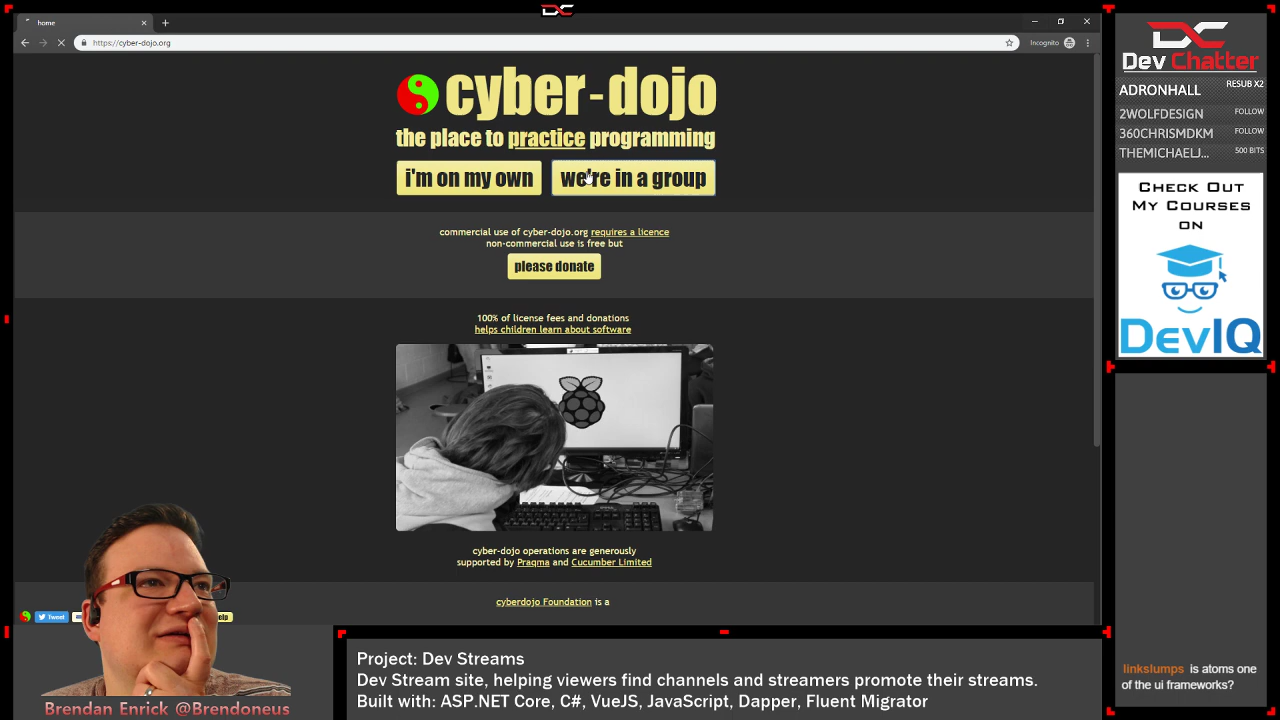 home
https://cyber-dojo.org
Incognito
cyber-dojo
the place to practice programming
i'm on my own
we're in a group
commercial use of cyber-dojo.org requires a licence
non-commercial use is free but
please donate
100% of license fees and donations
helps children learn about software
cyber-dojo operations are generously
supported by Praqma and Cucumber Limited
cyberdojo Foundation is a
Tweet
Brendan Enrick @Brendoneus
Project: Dev Streams
Dev Stream site, helping viewers find channels and streamers promote their streams.
Built with: ASP.NET Core, C#, VueJS, JavaScript, Dapper, Fluent Migrator
DC
Dev Chatter
ADRONHALL RESUB X2
2WOLFDESIGN FOLLOW
360CHRISMDKM FOLLOW
THEMICHAELJ... 500 BITS
Check Out
My Courses
on
DevIQ
linkslumps is atoms one
of the ui frameworks?